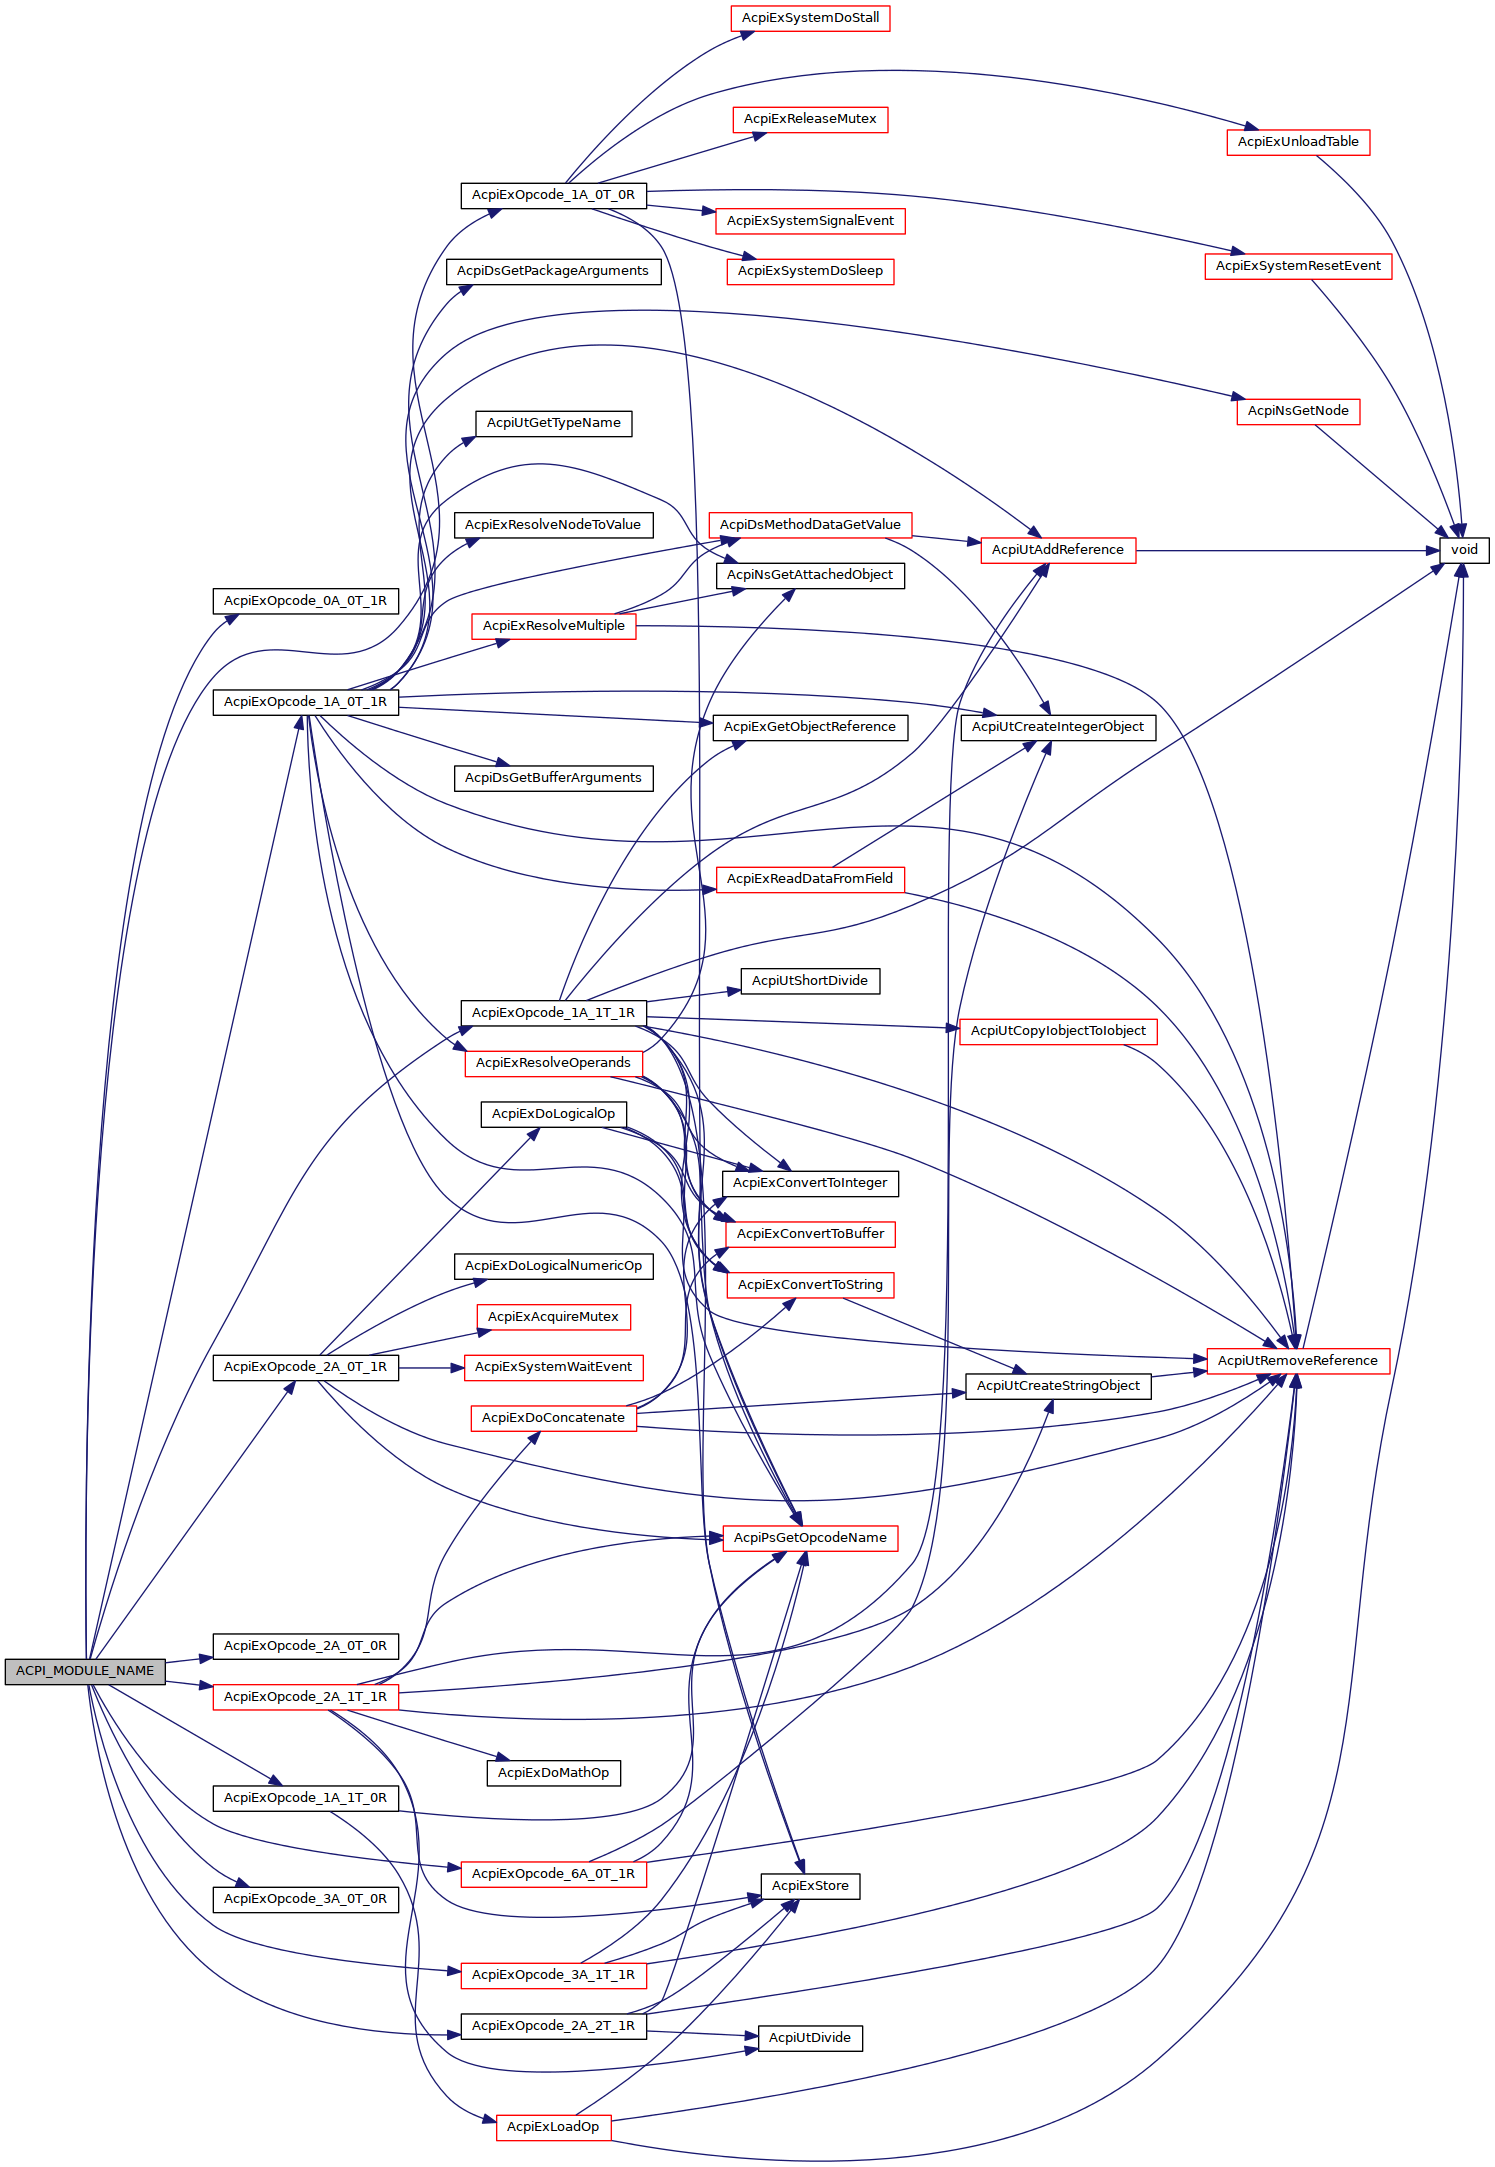 AcpiExSystemDoStall
AcpiExReleaseMutex
AcpiExUnloadTable
AcpiExOpcode_1A_0T_0R
AcpiExSystemSignalEvent
AcpiDsGetPackageArguments
AcpiExSystemDoSleep
AcpiExSystemResetEvent
AcpiNsGetNode
AcpiUtGetTypeName
AcpiExResolveNodeToValue
AcpiDsMethodDataGetValue
AcpiUtAddReference
void
AcpiNsGetAttachedObject
AcpiExOpcode_0A_0T_1R
AcpiExResolveMultiple
AcpiExOpcode_1A_0T_1R
AcpiExGetObjectReference
AcpiUtCreateIntegerObject
AcpiDsGetBufferArguments
AcpiExReadDataFromField
AcpiUtShortDivide
AcpiExOpcode_1A_1T_1R
AcpiUtCopyIobjectToIobject
AcpiExResolveOperands
AcpiExDoLogicalOp
AcpiExConvertToInteger
AcpiExConvertToBuffer
AcpiExDoLogicalNumericOp
AcpiExConvertToString
AcpiExAcquireMutex
AcpiExOpcode_2A_0T_1R
AcpiExSystemWaitEvent
AcpiUtRemoveReference
AcpiUtCreateStringObject
AcpiExDoConcatenate
AcpiPsGetOpcodeName
AcpiExOpcode_2A_0T_0R
ACPI_MODULE_NAME
AcpiExOpcode_2A_1T_1R
AcpiExDoMathOp
AcpiExOpcode_1A_1T_0R
AcpiExOpcode_6A_0T_1R
AcpiExStore
AcpiExOpcode_3A_0T_0R
AcpiExOpcode_3A_1T_1R
AcpiExOpcode_2A_2T_1R
AcpiUtDivide
AcpiExLoadOp